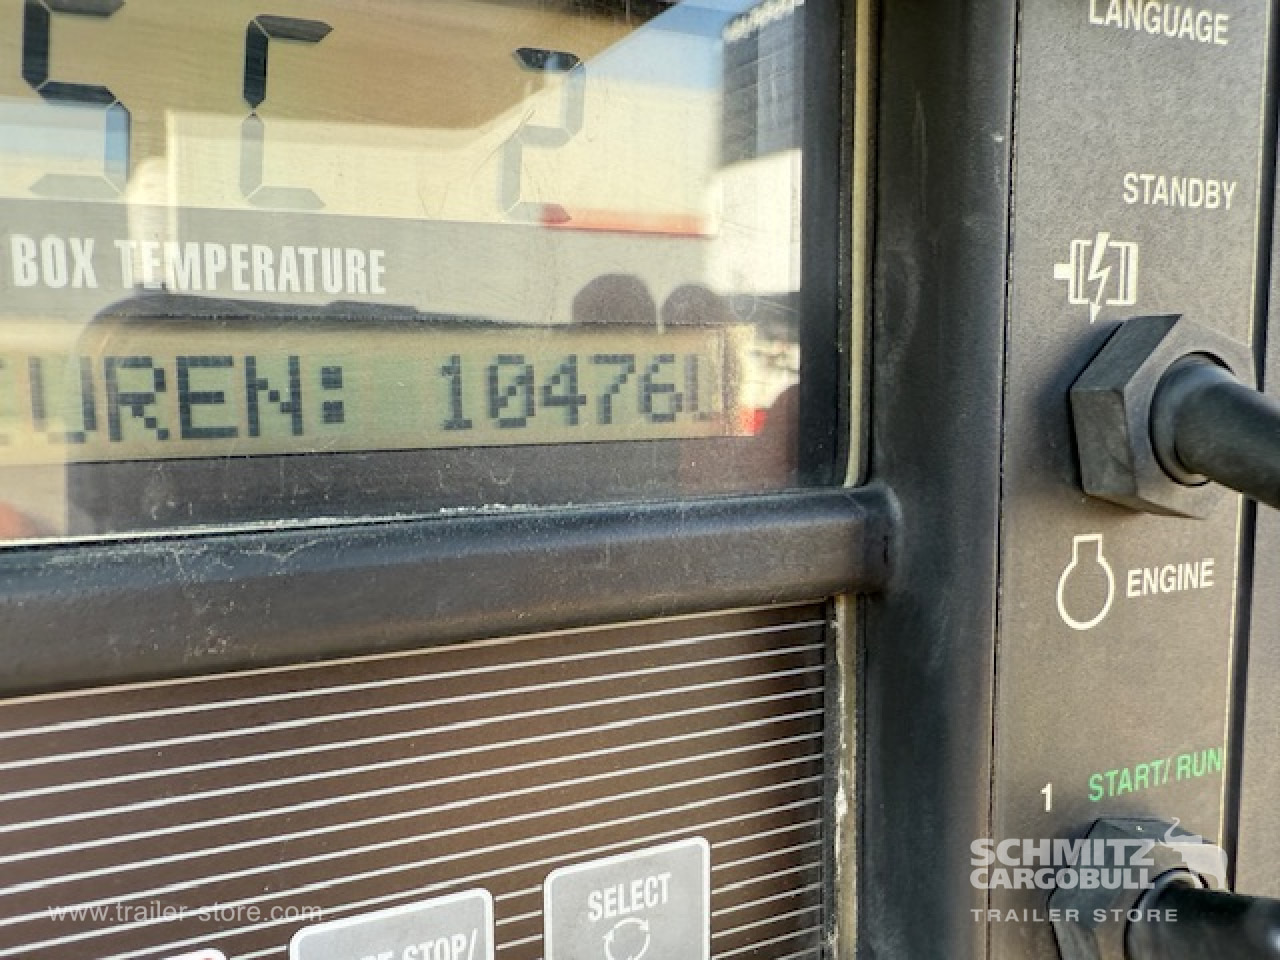 LANGUAGE
STANDBY
BOX TEMPERATURE
UREN: 10476
ENGINE
START/RUN
1
SELECT
STOP/
SCHMITZ
CARGOBULL
TRAILER STORE
www.trailer-store.com